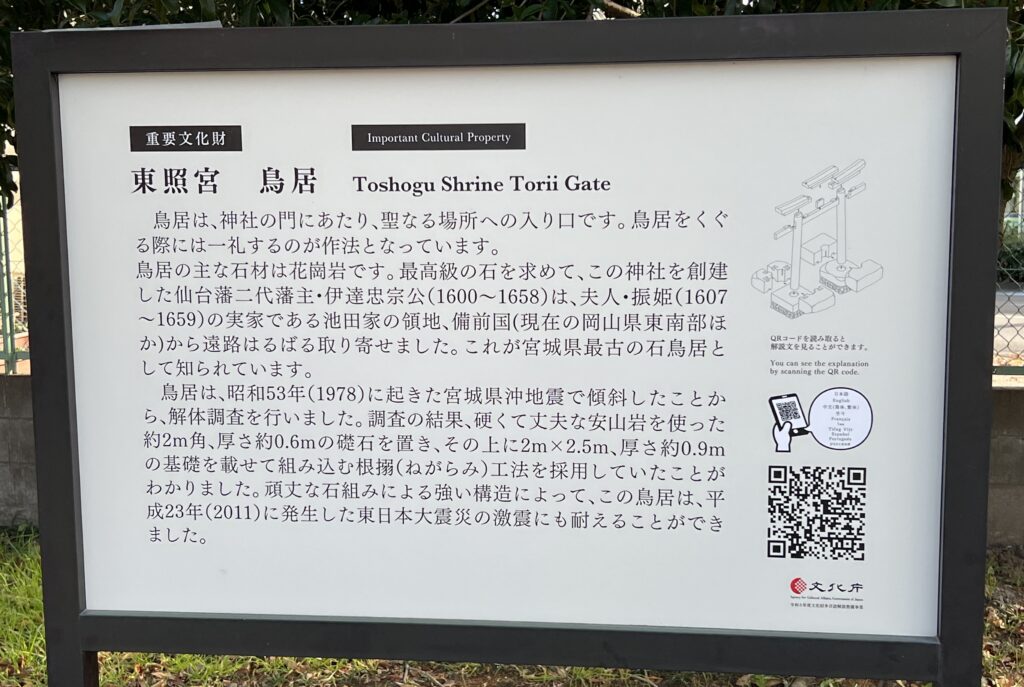 重要文化財
Important Cultural Property
東照宮　鳥居
Toshogu Shrine Torii Gate
鳥居は、神社の門にあたり、聖なる場所への入り口です。鳥居をくぐ
る際には一礼するのが作法となっています。
鳥居の主な石材は花崗岩です。最高級の石を求めて、この神社を創建
した仙台藩二代藩主・伊達忠宗公(1600〜1658)は、夫人・振姫(1607
〜1659)の実家である池田家の領地、備前国(現在の岡山県東南部ほ
か)から遠路はるばる取り寄せました。これが宮城県最古の石鳥居と
して知られています。
鳥居は、昭和53年(1978)に起きた宮城県沖地震で傾斜したことか
ら、解体調査を行いました。調査の結果、硬くて丈夫な安山岩を使った
約2m角、厚さ約0.6mの礎石を置き、その上に2m×2.5m、厚さ約0.9m
の基礎を載せて組み込む根搦(ねがらみ)工法を採用していたことが
わかりました。頑丈な石組みによる強い構造によって、この鳥居は、平
成23年(2011)に発生した東日本大震災の激震にも耐えることができ
ました。
QRコードを読み取ると
解説文を見ることができます。
You can see the explanation
by scanning the QR code.
日本語
English
中文(简体, 繁体)
한국어
Français
ไทย
Tiếng Việt
Español
Português
文化庁
Agency for Cultural Affairs, Government of Japan